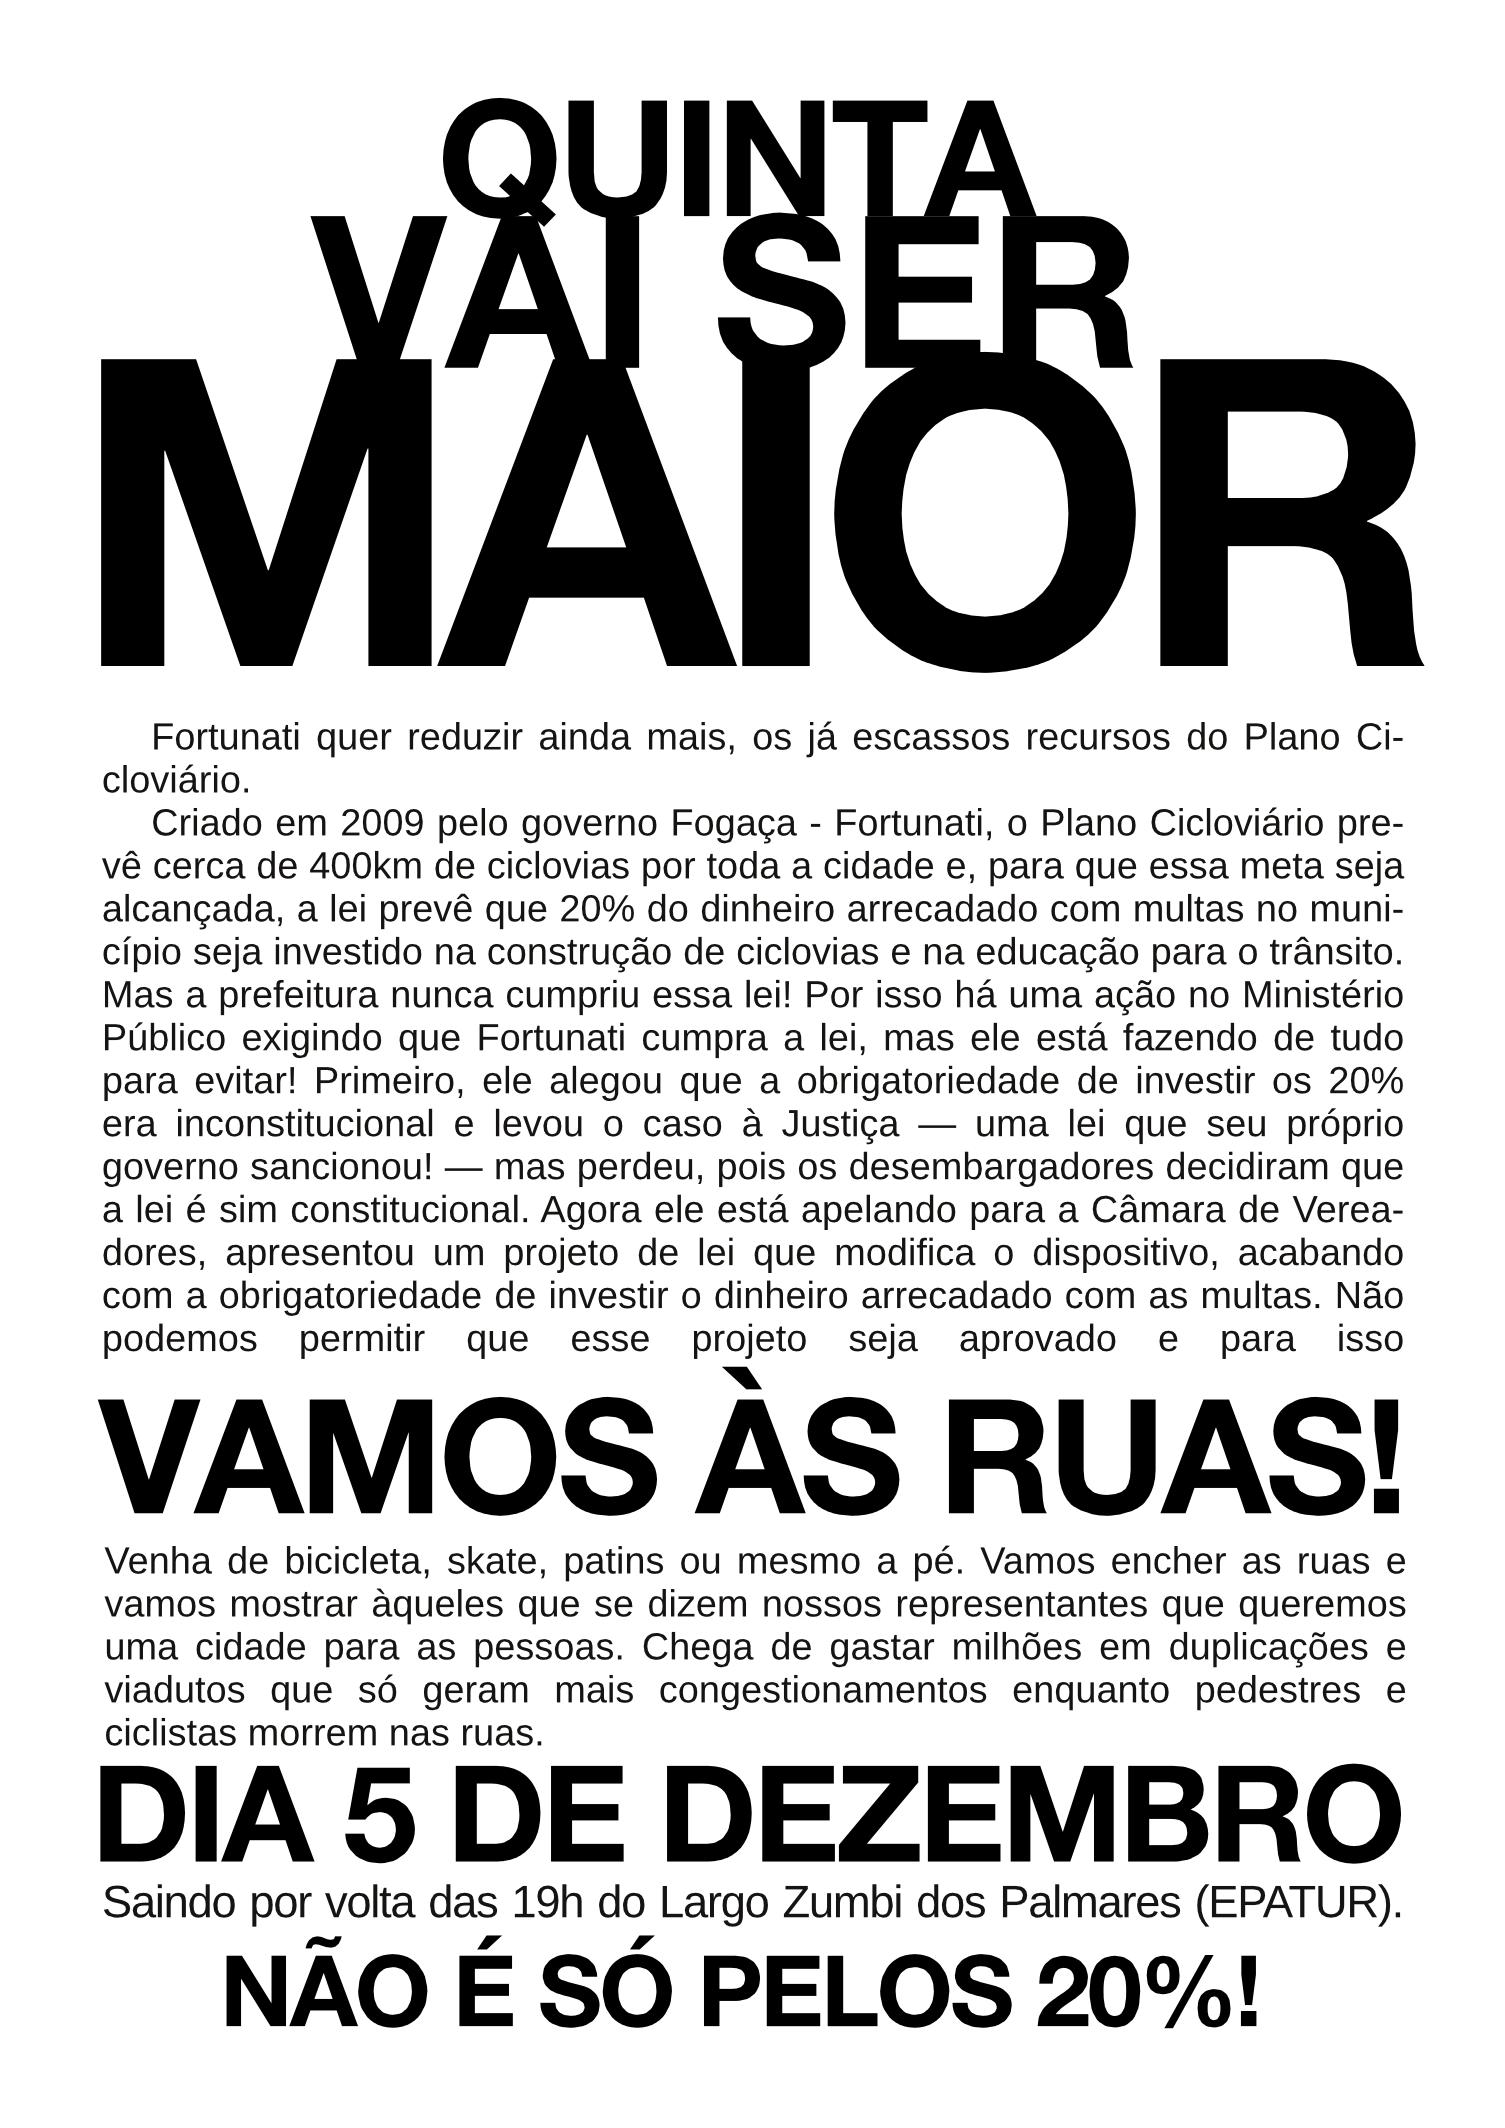 QUINTA
VAI SER
MAIOR
Fortunati quer reduzir ainda mais, os já escassos recursos do Plano Ci-
cloviário.
Criado em 2009 pelo governo Fogaça - Fortunati, o Plano Cicloviário pre-
vê cerca de 400km de ciclovias por toda a cidade e, para que essa meta seja
alcançada, a lei prevê que 20% do dinheiro arrecadado com multas no muni-
cípio seja investido na construção de ciclovias e na educação para o trânsito.
Mas a prefeitura nunca cumpriu essa lei! Por isso há uma ação no Ministério
Público exigindo que Fortunati cumpra a lei, mas ele está fazendo de tudo
para evitar! Primeiro, ele alegou que a obrigatoriedade de investir os 20%
era inconstitucional e levou o caso à Justiça — uma lei que seu próprio
governo sancionou! — mas perdeu, pois os desembargadores decidiram que
a lei é sim constitucional. Agora ele está apelando para a Câmara de Verea-
dores, apresentou um projeto de lei que modifica o dispositivo, acabando
com a obrigatoriedade de investir o dinheiro arrecadado com as multas. Não
podemos permitir que esse projeto seja aprovado e para isso
VAMOS ÀS RUAS!
Venha de bicicleta, skate, patins ou mesmo a pé. Vamos encher as ruas e
vamos mostrar àqueles que se dizem nossos representantes que queremos
uma cidade para as pessoas. Chega de gastar milhões em duplicações e
viadutos que só geram mais congestionamentos enquanto pedestres e
ciclistas morrem nas ruas.
DIA 5 DE DEZEMBRO
Saindo por volta das 19h do Largo Zumbi dos Palmares (EPATUR).
NÃO É SÓ PELOS 20%!